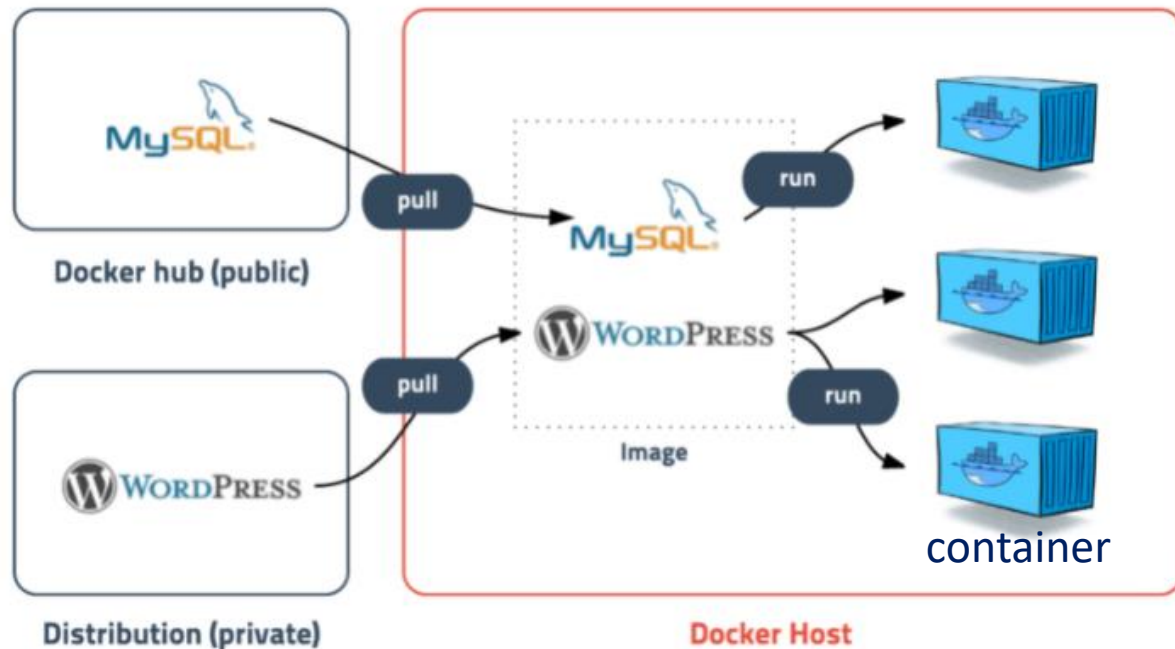 MySQL®
Docker hub (public)
pull
MySQL®
run
WORDPRESS
Distribution (private)
pull
WORDPRESS
run
Image
container
Docker Host